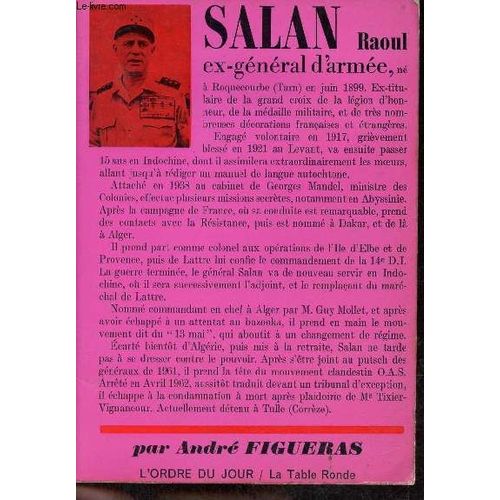 Le-livre.com
SALAN Raoul
ex-général d'armée, né
à Roquecourbe (Tarn) en juin 1899. Ex-titu-
laire de la grand croix de la légion d'hon-
neur, de la médaille militaire, et de très nom-
breuses décorations françaises et étrangères.
Engagé volontaire en 1917, grièvement
blessé en 1921 au Levant, va ensuite passer
15 ans en Indochine, dont il assimilera extraordinairement les mœurs,
allant jusqu'à rédiger un manuel de langue autochtone.
Attaché en 1938 au cabinet de Georges Mandel, ministre des
Colonies, effectue plusieurs missions secrètes, notamment en Abyssinie.
Après la campagne de France, où sa conduite est remarquable, prend
des contacts avec la Résistance, puis est nommé à Dakar, et de là
à Alger.
Il prend part comme colonel aux opérations de l'Ile d'Elbe et de
Provence, puis de Lattre lui confie le commandement de la 14e D.I.
La guerre terminée, le général Salan va de nouveau servir en Indo-
chine, où il sera successivement l'adjoint, et le remplaçant du maré-
chal de Lattre.
Nommé commandant en chef à Alger par M. Guy Mollet, et après
avoir échappé à un attentat au bazooka, il prend en main le mou-
vement dit du "13 mai", qui aboutit à un changement de régime.
Écarté bientôt d'Algérie, puis mis à la retraite, Salan ne tarde
pas à se dresser contre le pouvoir. Après s'être joint au putsch des
généraux de 1961, il prend la tête du mouvement clandestin O.A.S.
Arrêté en Avril 1962, aussitôt traduit devant un tribunal d'exception,
il échappe à la condamnation à mort après plaidoirie de Me Tixier-
Vignancour. Actuellement détenu à Tulle (Corrèze).
par André FIGUERAS
L'ORDRE DU JOUR / La Table Ronde